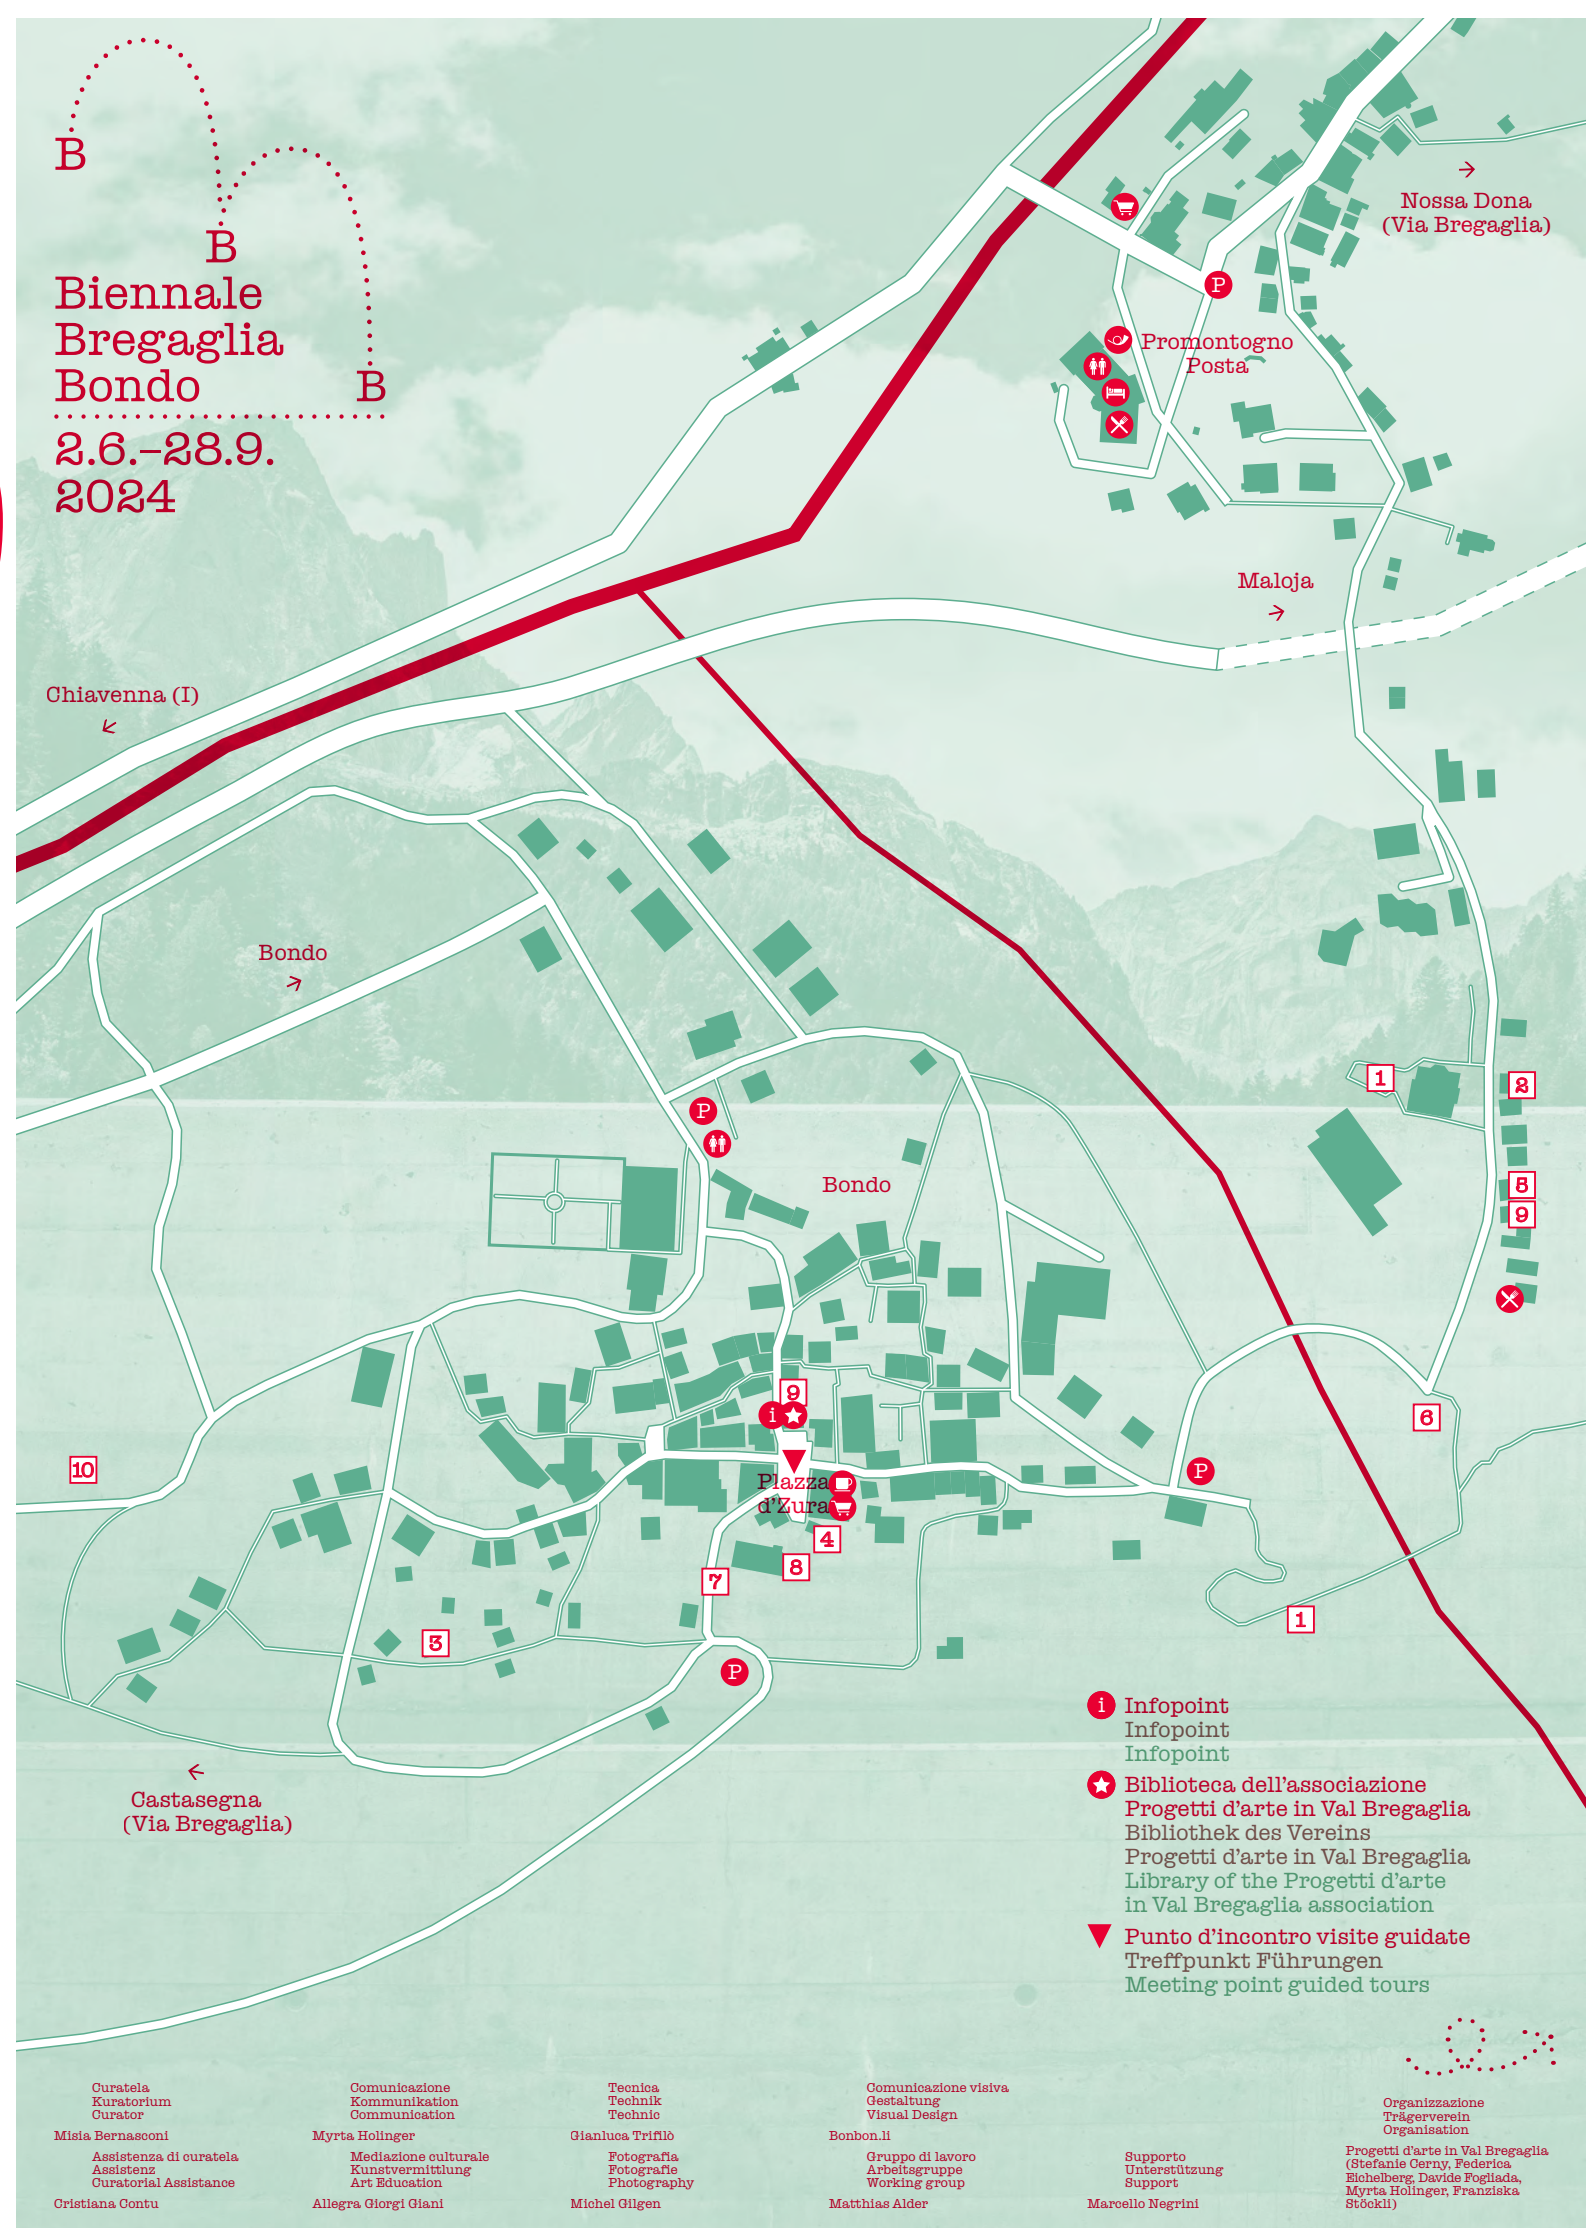 B
B
B
Biennale
Bregaglia
Bondo
2.6.–28.9.
2024
Nossa Dona
(Via Bregaglia)
P
Promontogno
Posta
Maloja
Chiavenna (I)
Bondo
1
2
P
Bondo
5
9
9
i
6
10
P
Plazza
d'Zura
4
8
7
1
3
P
Castasegna
(Via Bregaglia)
i Infopoint
Infopoint
Infopoint
Biblioteca dell'associazione
Progetti d'arte in Val Bregaglia
Bibliothek des Vereins
Progetti d'arte in Val Bregaglia
Library of the Progetti d'arte
in Val Bregaglia association
Punto d'incontro visite guidate
Treffpunkt Führungen
Meeting point guided tours
Curatela
Kuratorium
Curator
Misia Bernasconi
Assistenza di curatela
Assistenz
Curatorial Assistance
Cristiana Contu
Comunicazione
Kommunikation
Communication
Myrta Holinger
Mediazione culturale
Kunstvermittlung
Art Education
Allegra Giorgi Giani
Tecnica
Technik
Technic
Gianluca Trifilò
Fotografia
Fotografie
Photography
Michel Gilgen
Comunicazione visiva
Gestaltung
Visual Design
Bonbon.li
Gruppo di lavoro
Arbeitsgruppe
Working group
Matthias Alder
Supporto
Unterstützung
Support
Marcello Negrini
Organizzazione
Trägerverein
Organisation
Progetti d'arte in Val Bregaglia
(Stefanie Cerny, Federica
Eichelberg, Davide Fogliada,
Myrta Holinger, Franziska
Stöckli)